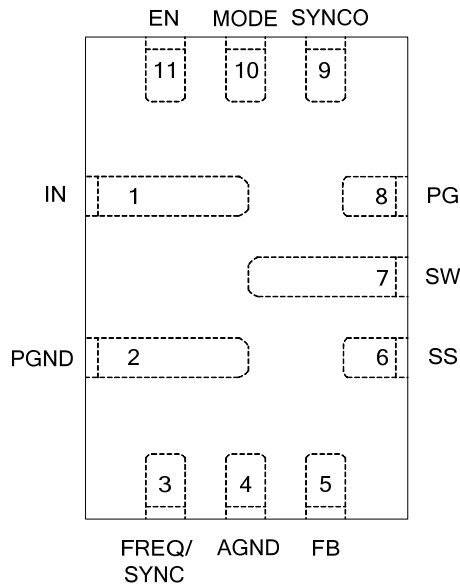 EN MODE SYNCO
11 10 9
IN 1 8 PG
7 SW
PGND 2 6 SS
3 4 5
FREQ/ AGND FB
SYNC